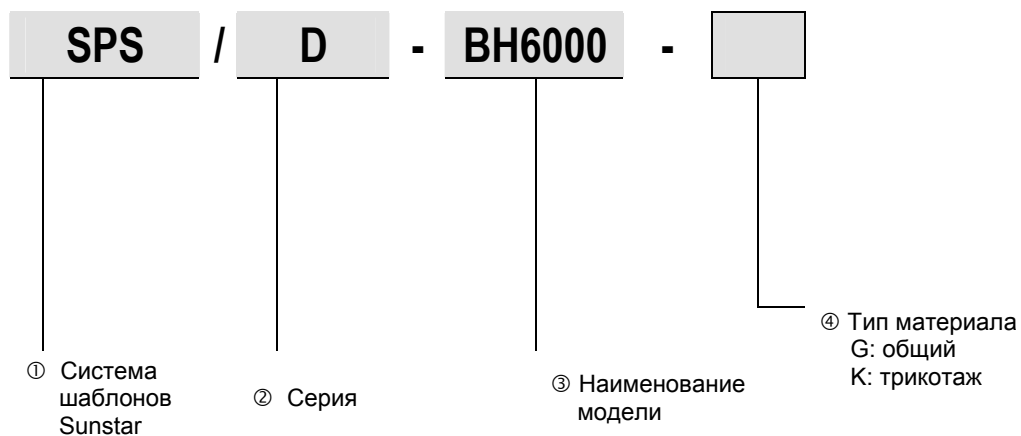 SPS / D - BH6000 -
④ Тип материала
G: общий
K: трикотаж
① Система
шаблонов
Sunstar
② Серия
③ Наименование
модели